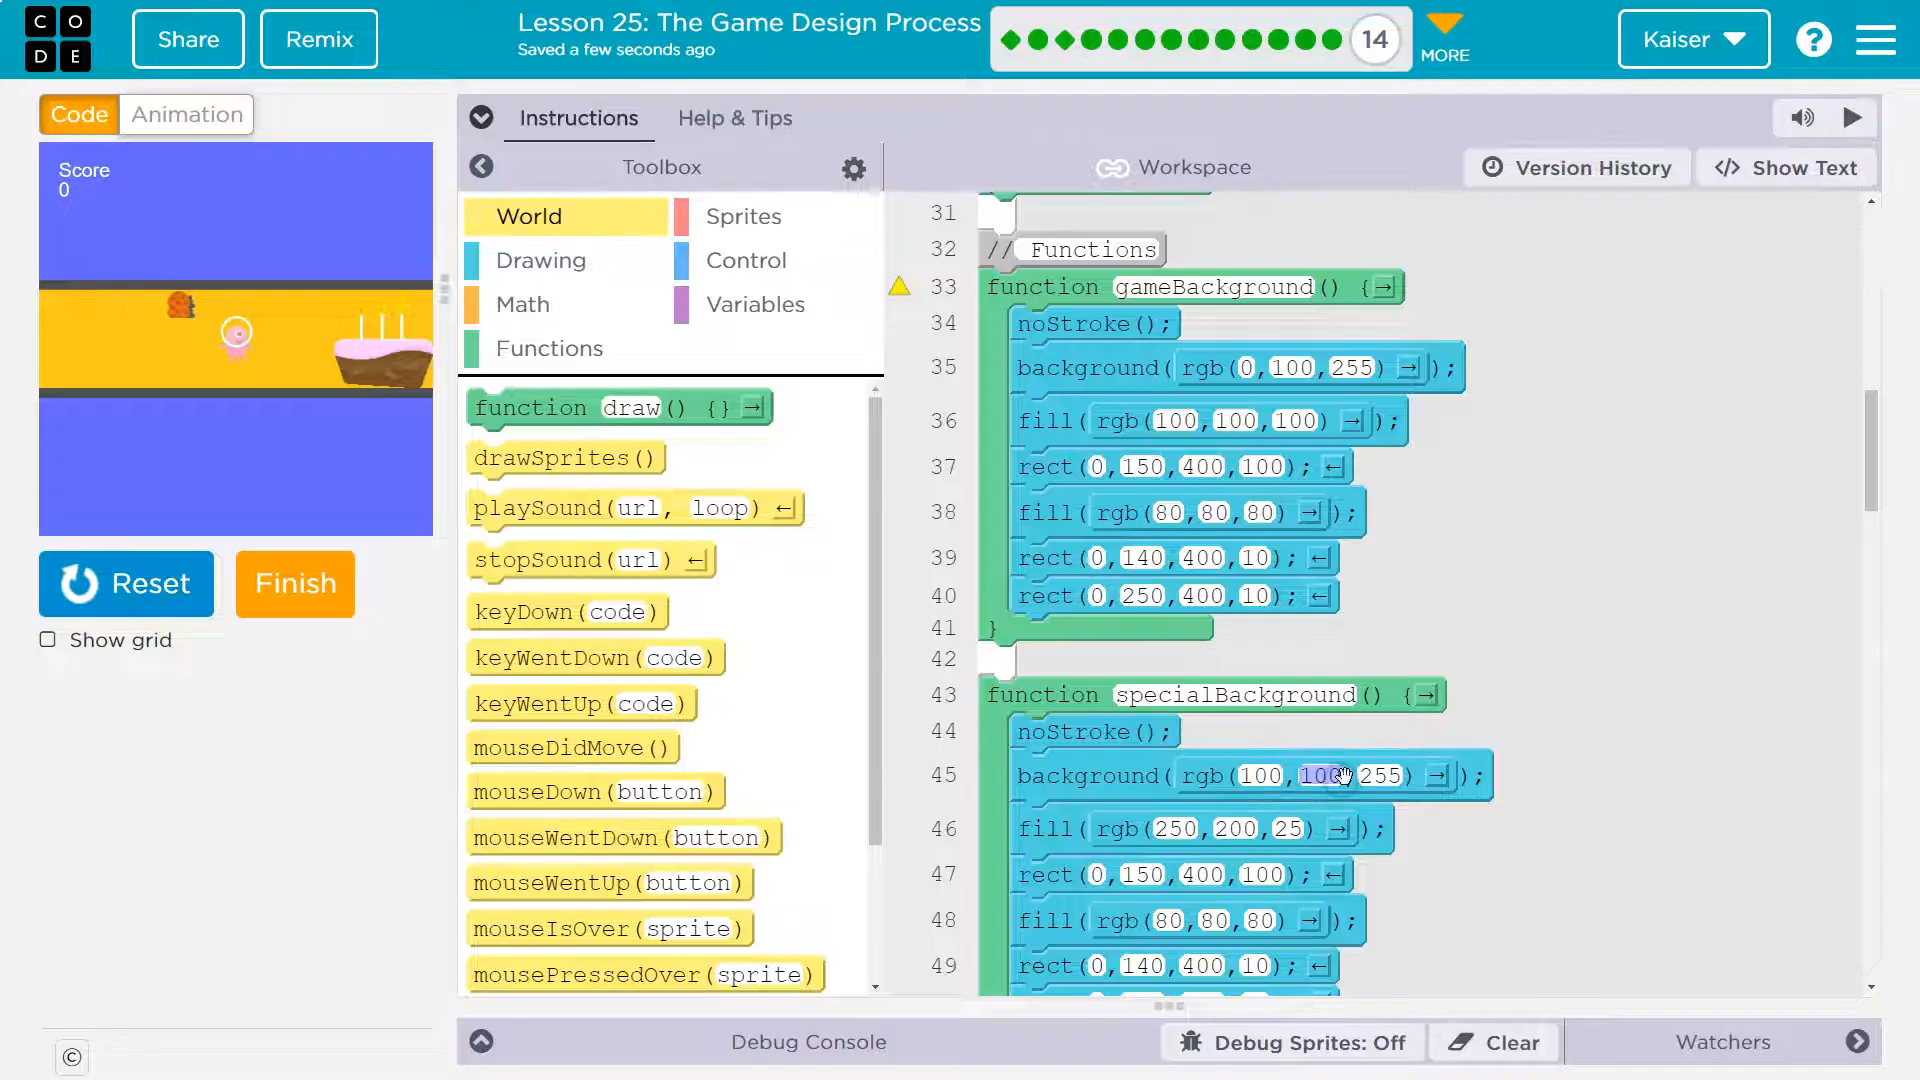 C O
D E
Share
Remix
Lesson 25: The Game Design Process
Saved a few seconds ago
14
MORE
Kaiser
?
Code
Animation
Instructions
Help & Tips
Toolbox
Workspace
Version History
</> Show Text
Score
0
Reset
Finish
Show grid
©
World
Sprites
Drawing
Control
Math
Variables
Functions
function draw() {}
drawSprites()
playSound(url, loop)
stopSound(url)
keyDown(code)
keyWentDown(code)
keyWentUp(code)
mouseDidMove()
mouseDown(button)
mouseWentDown(button)
mouseWentUp(button)
mouseIsOver(sprite)
mousePressedOver(sprite)
31
32 // Functions
33 function gameBackground() {
34 noStroke();
35 background(rgb(0,100,255));
36 fill(rgb(100,100,100));
37 rect(0,150,400,100);
38 fill(rgb(80,80,80));
39 rect(0,140,400,10);
40 rect(0,250,400,10);
41 }
42
43 function specialBackground() {
44 noStroke();
45 background(rgb(100,100,255));
46 fill(rgb(250,200,25));
47 rect(0,150,400,100);
48 fill(rgb(80,80,80));
49 rect(0,140,400,10);
Debug Console
Debug Sprites: Off
Clear
Watchers